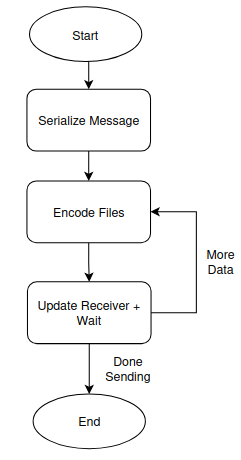 Start
Serialize Message
Encode Files
More
Data
Update Receiver +
Wait
Done
Sending
End